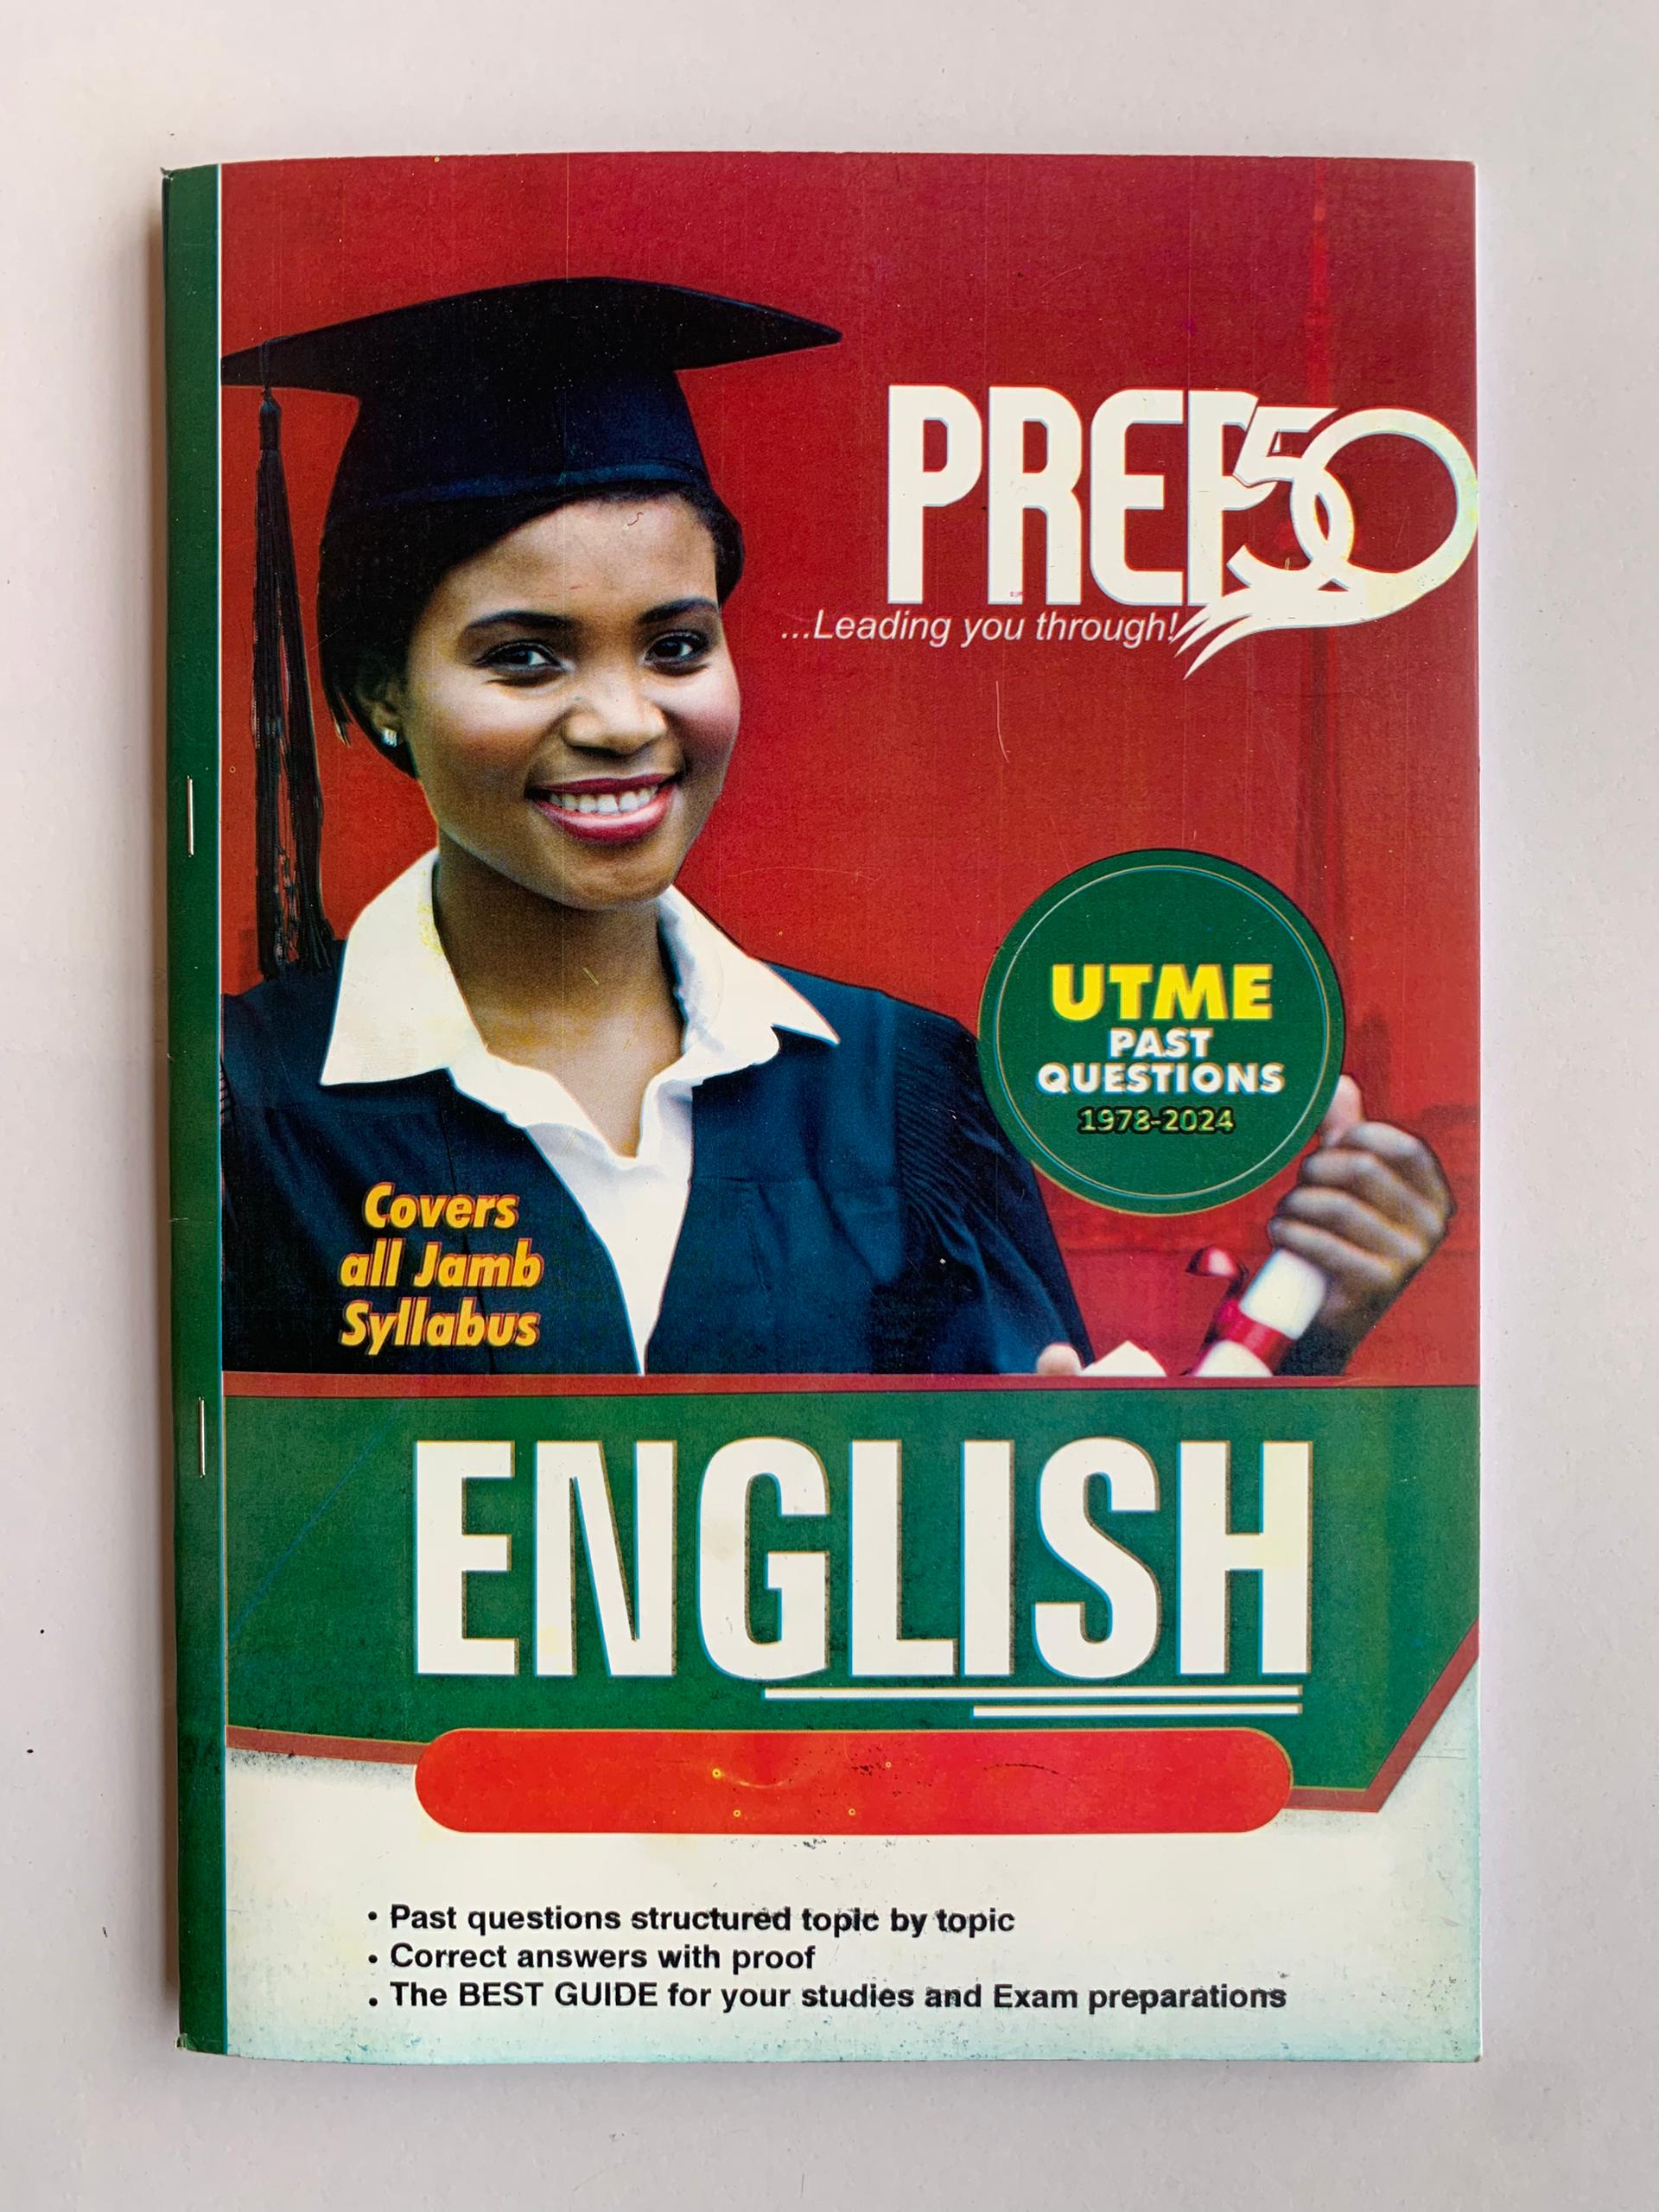 PREP50
...Leading you through!
UTME
PAST
QUESTIONS
1978-2024
Covers
all Jamb
Syllabus
ENGLISH
• Past questions structured topic by topic
• Correct answers with proof
• The BEST GUIDE for your studies and Exam preparations